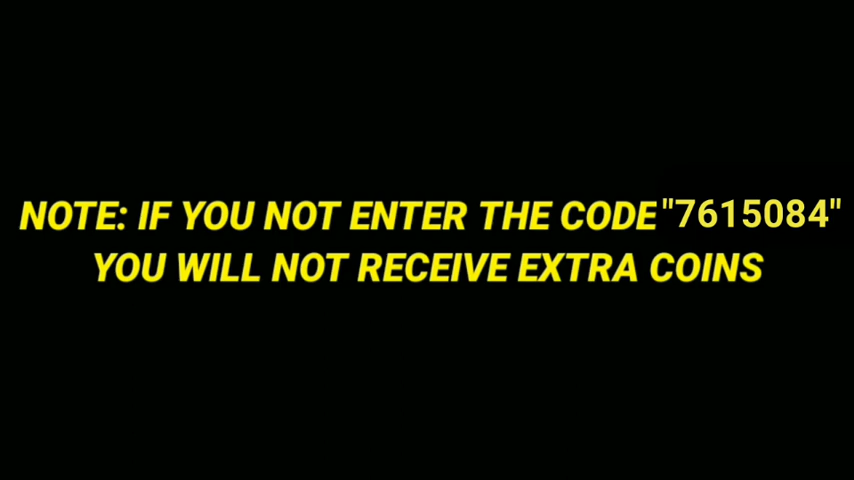 NOTE: IF YOU NOT ENTER THE CODE "7615084"
YOU WILL NOT RECEIVE EXTRA COINS